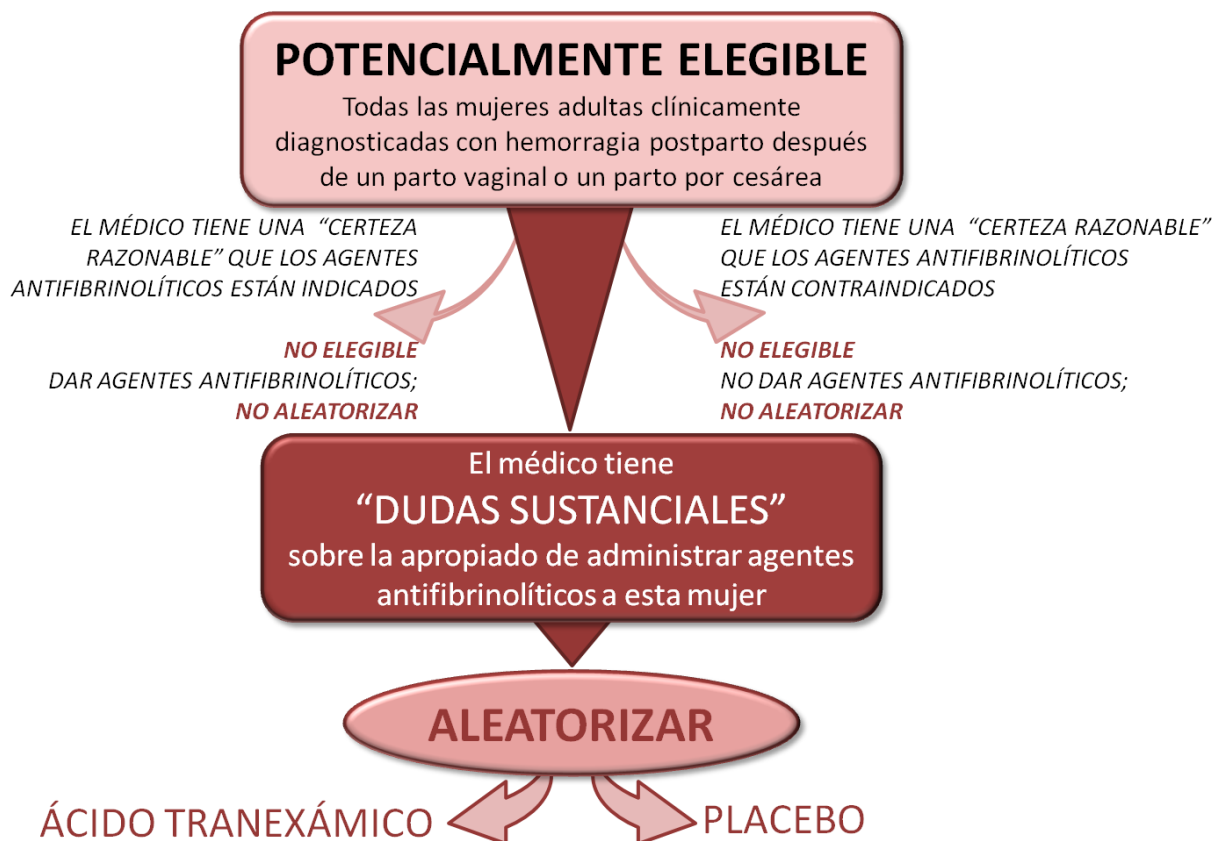 POTENCIALMENTE ELEGIBLE
Todas las mujeres adultas clínicamente
diagnosticadas con hemorragia postparto después
de un parto vaginal o un parto por cesárea
EL MÉDICO TIENE UNA “CERTEZA
RAZONABLE” QUE LOS AGENTES
ANTIFIBRINOLÍTICOS ESTÁN INDICADOS
NO ELEGIBLE
DAR AGENTES ANTIFIBRINOLÍTICOS;
NO ALEATORIZAR
EL MÉDICO TIENE UNA “CERTEZA RAZONABLE”
QUE LOS AGENTES ANTIFIBRINOLÍTICOS
ESTÁN CONTRAINDICADOS
NO ELEGIBLE
NO DAR AGENTES ANTIFIBRINOLÍTICOS;
NO ALEATORIZAR
El médico tiene
“DUDAS SUSTANCIALES”
sobre la apropiado de administrar agentes
antifibrinolíticos a esta mujer
ALEATORIZAR
ÁCIDO TRANEXÁMICO
PLACEBO